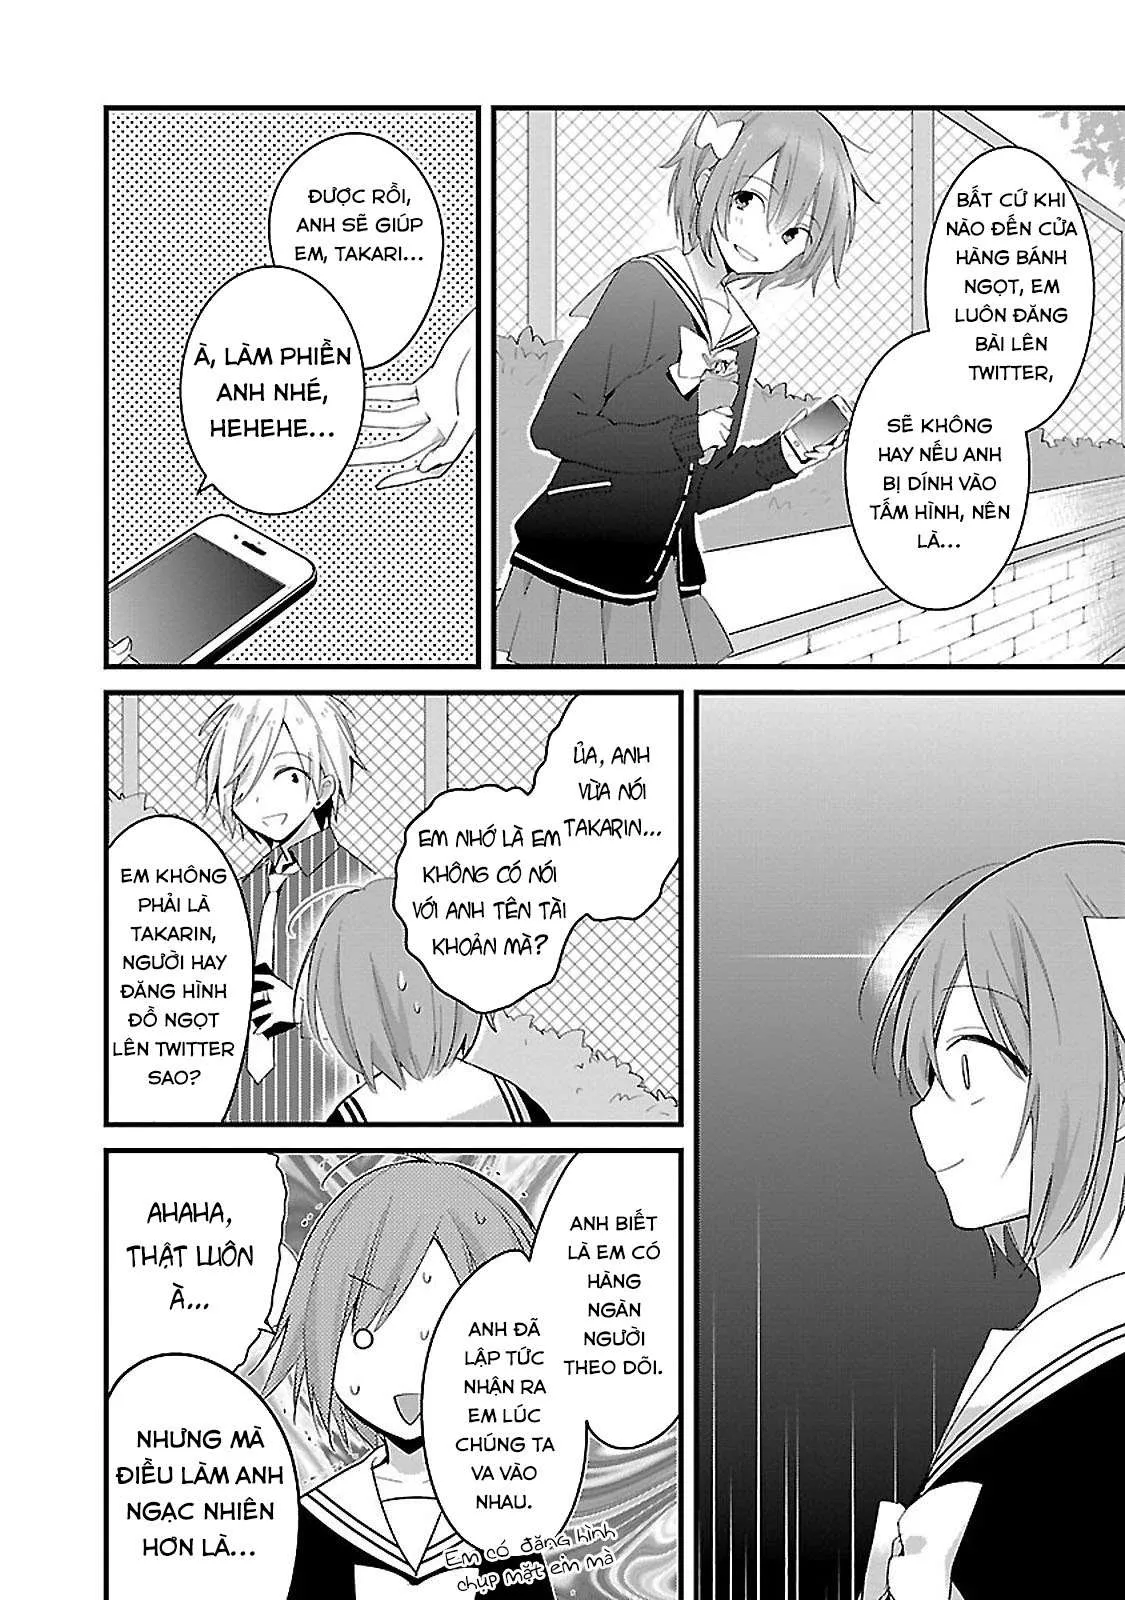 BẤT CỨ KHI
NÀO ĐẾN CỬA
HÀNG BÁNH
NGỌT, EM
LUÔN ĐĂNG
BÀI LÊN
TWITTER,
SẼ KHÔNG
HAY NẾU ANH
BỊ DÍNH VÀO
TẤM HÌNH, NÊN
LÀ...
ĐƯỢC RỒI,
ANH SẼ GIÚP
EM, TAKARI...
À, LÀM PHIỀN
ANH NHÉ,
HEHEHE...
ỦA, ANH
VỪA NÓI
TAKARIN...
EM NHỚ LÀ EM
KHÔNG CÓ NÓI
VỚI ANH TÊN TÀI
KHOẢN MÀ?
EM KHÔNG
PHẢI LÀ
TAKARIN,
NGƯỜI HAY
ĐĂNG HÌNH
ĐỒ NGỌT
LÊN TWITTER
SAO?
ANH BIẾT
LÀ EM CÓ
HÀNG
NGÀN
NGƯỜI
THEO DÕI.
ANH ĐÃ
LẬP TỨC
NHẬN RA
EM LÚC
CHÚNG TA
VA VÀO
NHAU.
Em có đăng hình
chụp mặt em mà
AHAHA,
THẬT LUÔN
À...
NHƯNG MÀ
ĐIỀU LÀM ANH
NGẠC NHIÊN
HƠN LÀ...